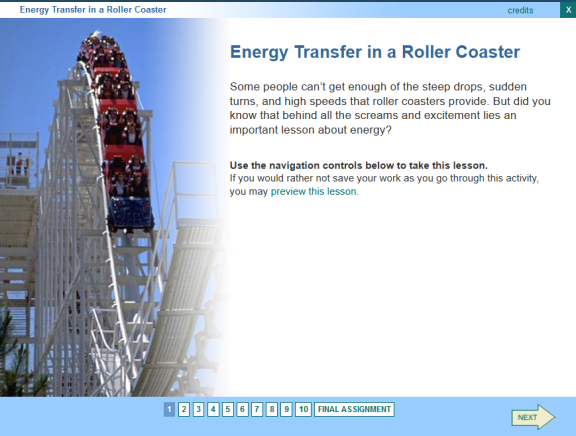 Energy Transfer in a Roller Coaster
credits
X
Energy Transfer in a Roller Coaster
Some people can't get enough of the steep drops, sudden
turns, and high speeds that roller coasters provide. But did you
know that behind all the screams and excitement lies an
important lesson about energy?
Use the navigation controls below to take this lesson.
If you would rather not save your work as you go through this activity,
you may preview this lesson.
1 2 3 4 5 6 7 8 9 10 FINAL ASSIGNMENT
NEXT